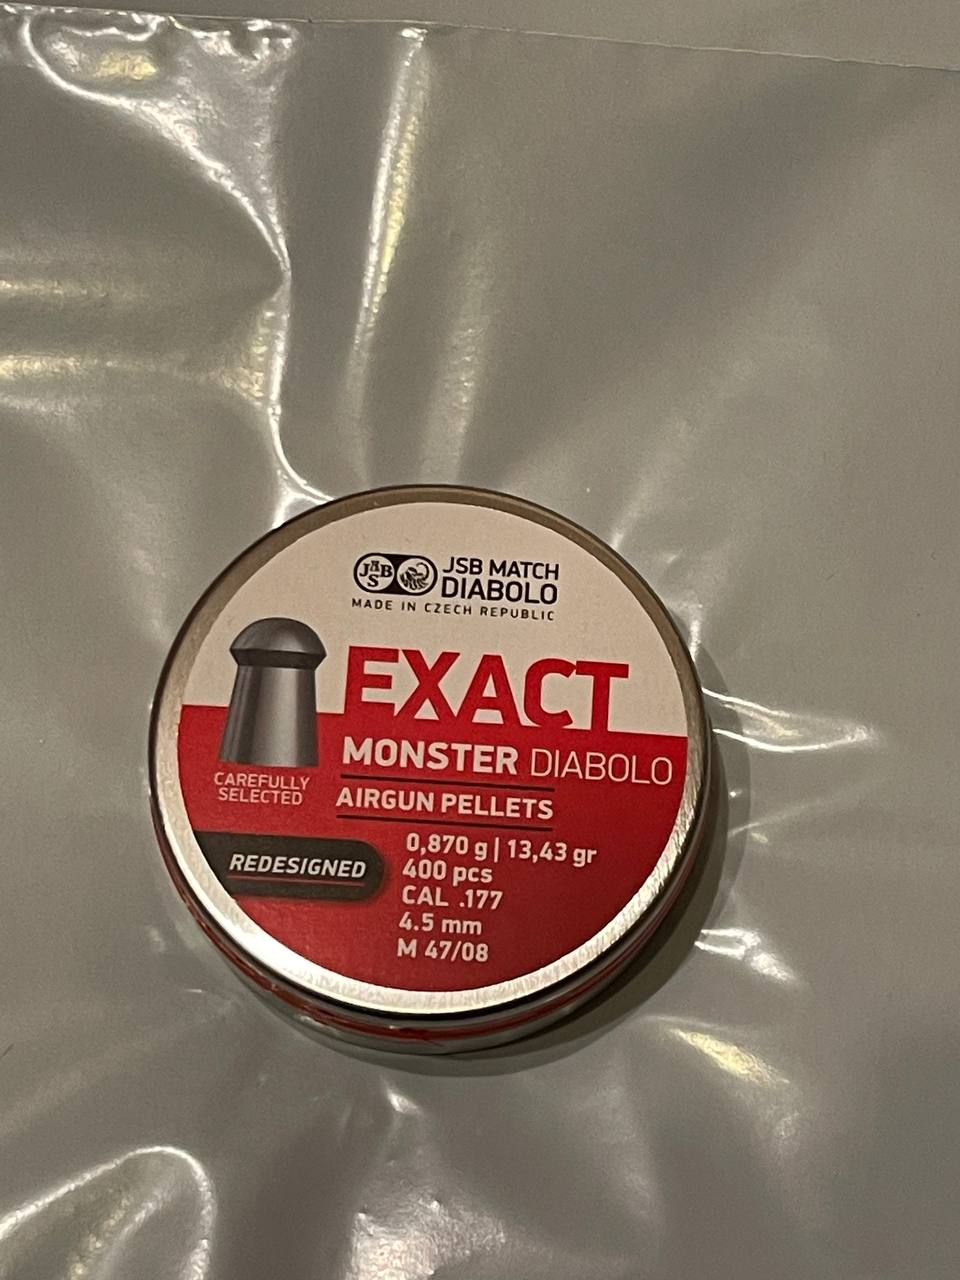 JSB
JSB MATCH
DIABOLO
MADE IN CZECH REPUBLIC
EXACT
MONSTER DIABOLO
AIRGUN PELLETS
CAREFULLY
SELECTED
REDESIGNED
0,870 g | 13,43 gr
400 pcs
CAL .177
4.5 mm
M 47/08